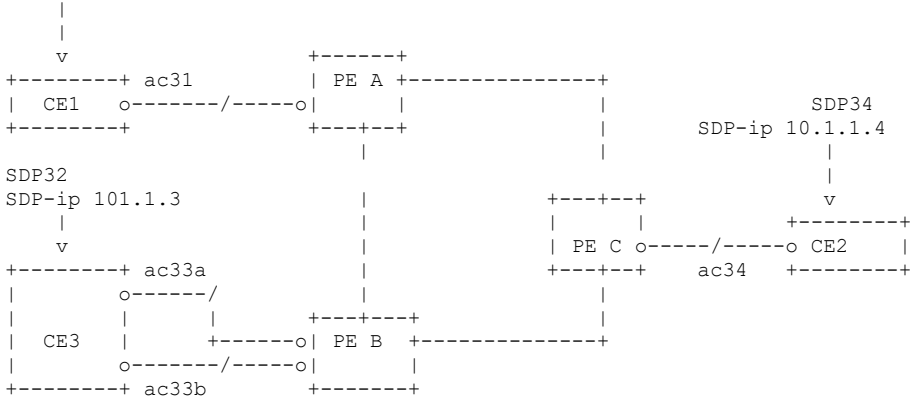 ac31
PE A
CE1
SDP34
SDP-ip 10.1.1.4
SDP32
SDP-ip 101.1.3
PE C
CE2
ac33a
ac34
CE3
PE B
ac33b